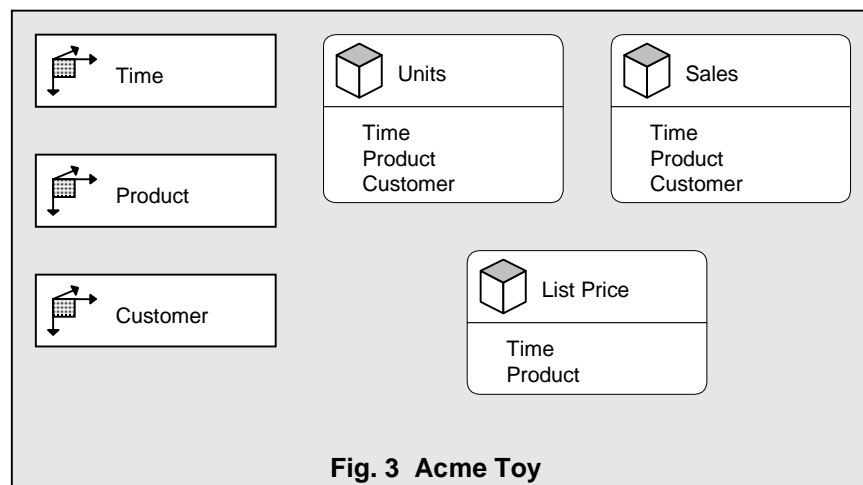 Time
Product
Customer
Units
Time
Product
Customer
Sales
Time
Product
Customer
List Price
Time
Product
Fig. 3 Acme Toy